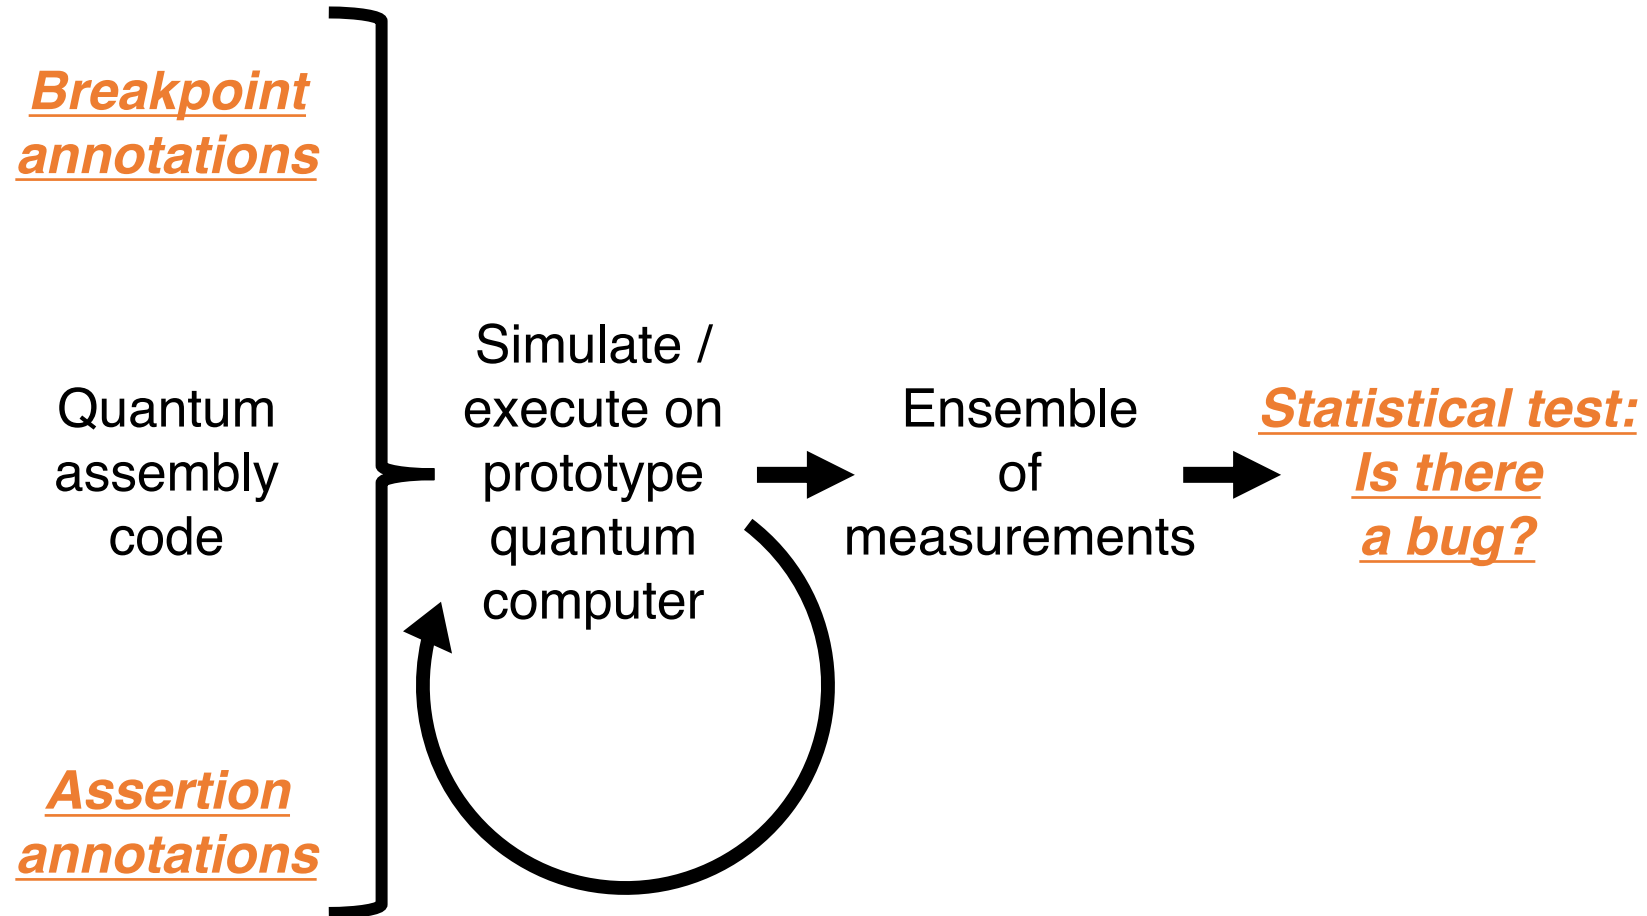 Breakpoint
annotations
Quantum
assembly
code
Assertion
annotations
Simulate /
execute on
prototype
quantum
computer
Ensemble
of
measurements
Statistical test:
Is there
a bug?